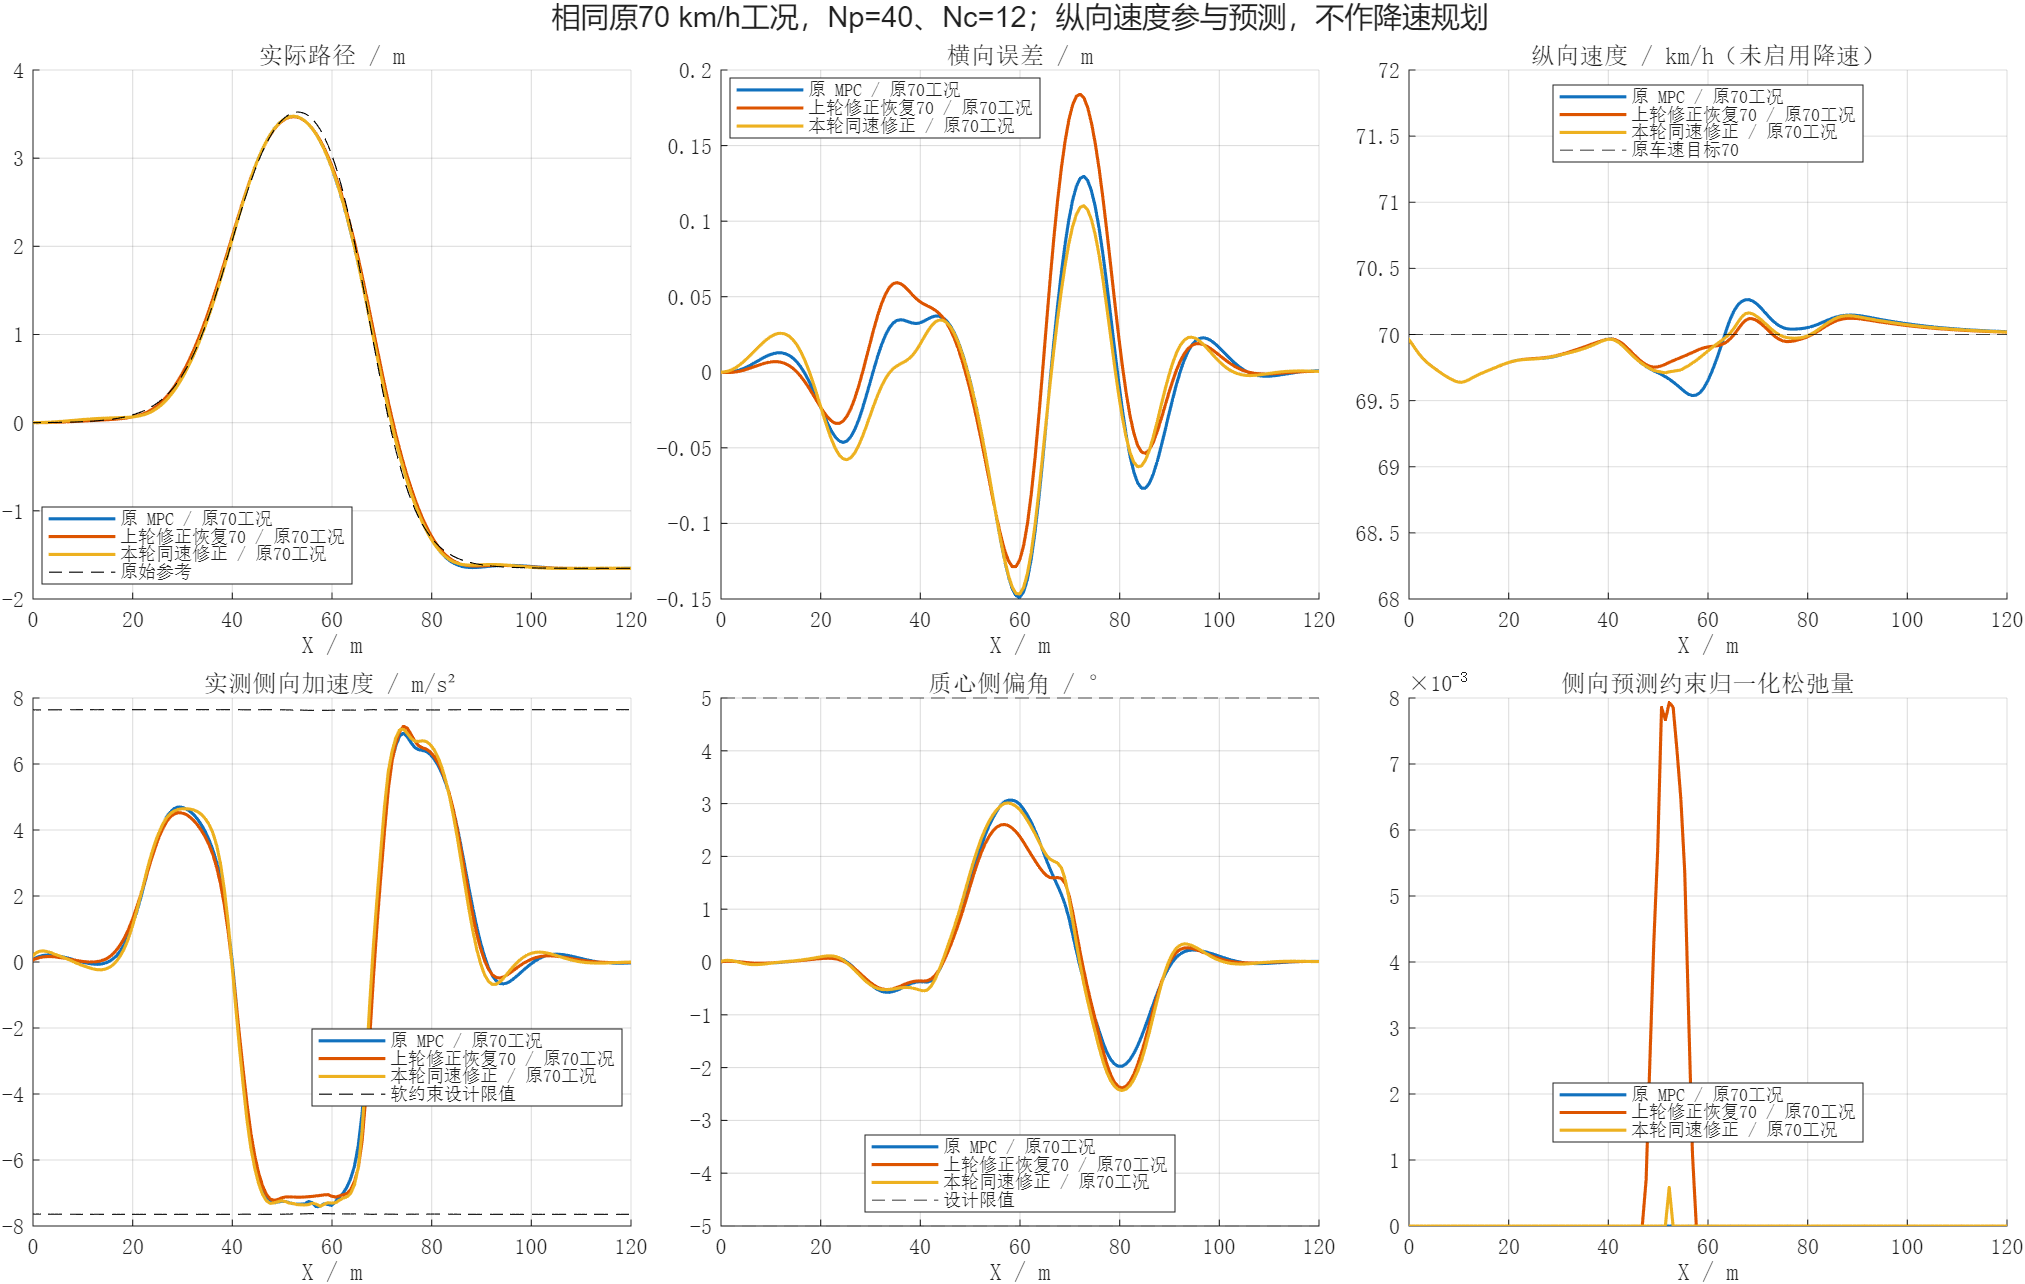 相同原70 km/h工况，Np=40、Nc=12；纵向速度参与预测，不作降速规划
实际路径 / m
4
3
2
1
0
-1
-2
0 20 40 60 80 100 120
X / m
原 MPC / 原70工况
上轮修正恢复70 / 原70工况
本轮同速修正 / 原70工况
原始参考
横向误差 / m
0.2
0.15
0.1
0.05
0
-0.05
-0.1
-0.15
0 20 40 60 80 100 120
X / m
原 MPC / 原70工况
上轮修正恢复70 / 原70工况
本轮同速修正 / 原70工况
纵向速度 / km/h（未启用降速）
72
71.5
71
70.5
70
69.5
69
68.5
68
0 20 40 60 80 100 120
X / m
原 MPC / 原70工况
上轮修正恢复70 / 原70工况
本轮同速修正 / 原70工况
原车速目标70
实测侧向加速度 / m/s²
8
6
4
2
0
-2
-4
-6
-8
0 20 40 60 80 100 120
X / m
原 MPC / 原70工况
上轮修正恢复70 / 原70工况
本轮同速修正 / 原70工况
软约束设计限值
质心侧偏角 / °
5
4
3
2
1
0
-1
-2
-3
-4
-5
0 20 40 60 80 100 120
X / m
原 MPC / 原70工况
上轮修正恢复70 / 原70工况
本轮同速修正 / 原70工况
设计限值
侧向预测约束归一化松弛量
×10⁻³
8
7
6
5
4
3
2
1
0
0 20 40 60 80 100 120
X / m
原 MPC / 原70工况
上轮修正恢复70 / 原70工况
本轮同速修正 / 原70工况